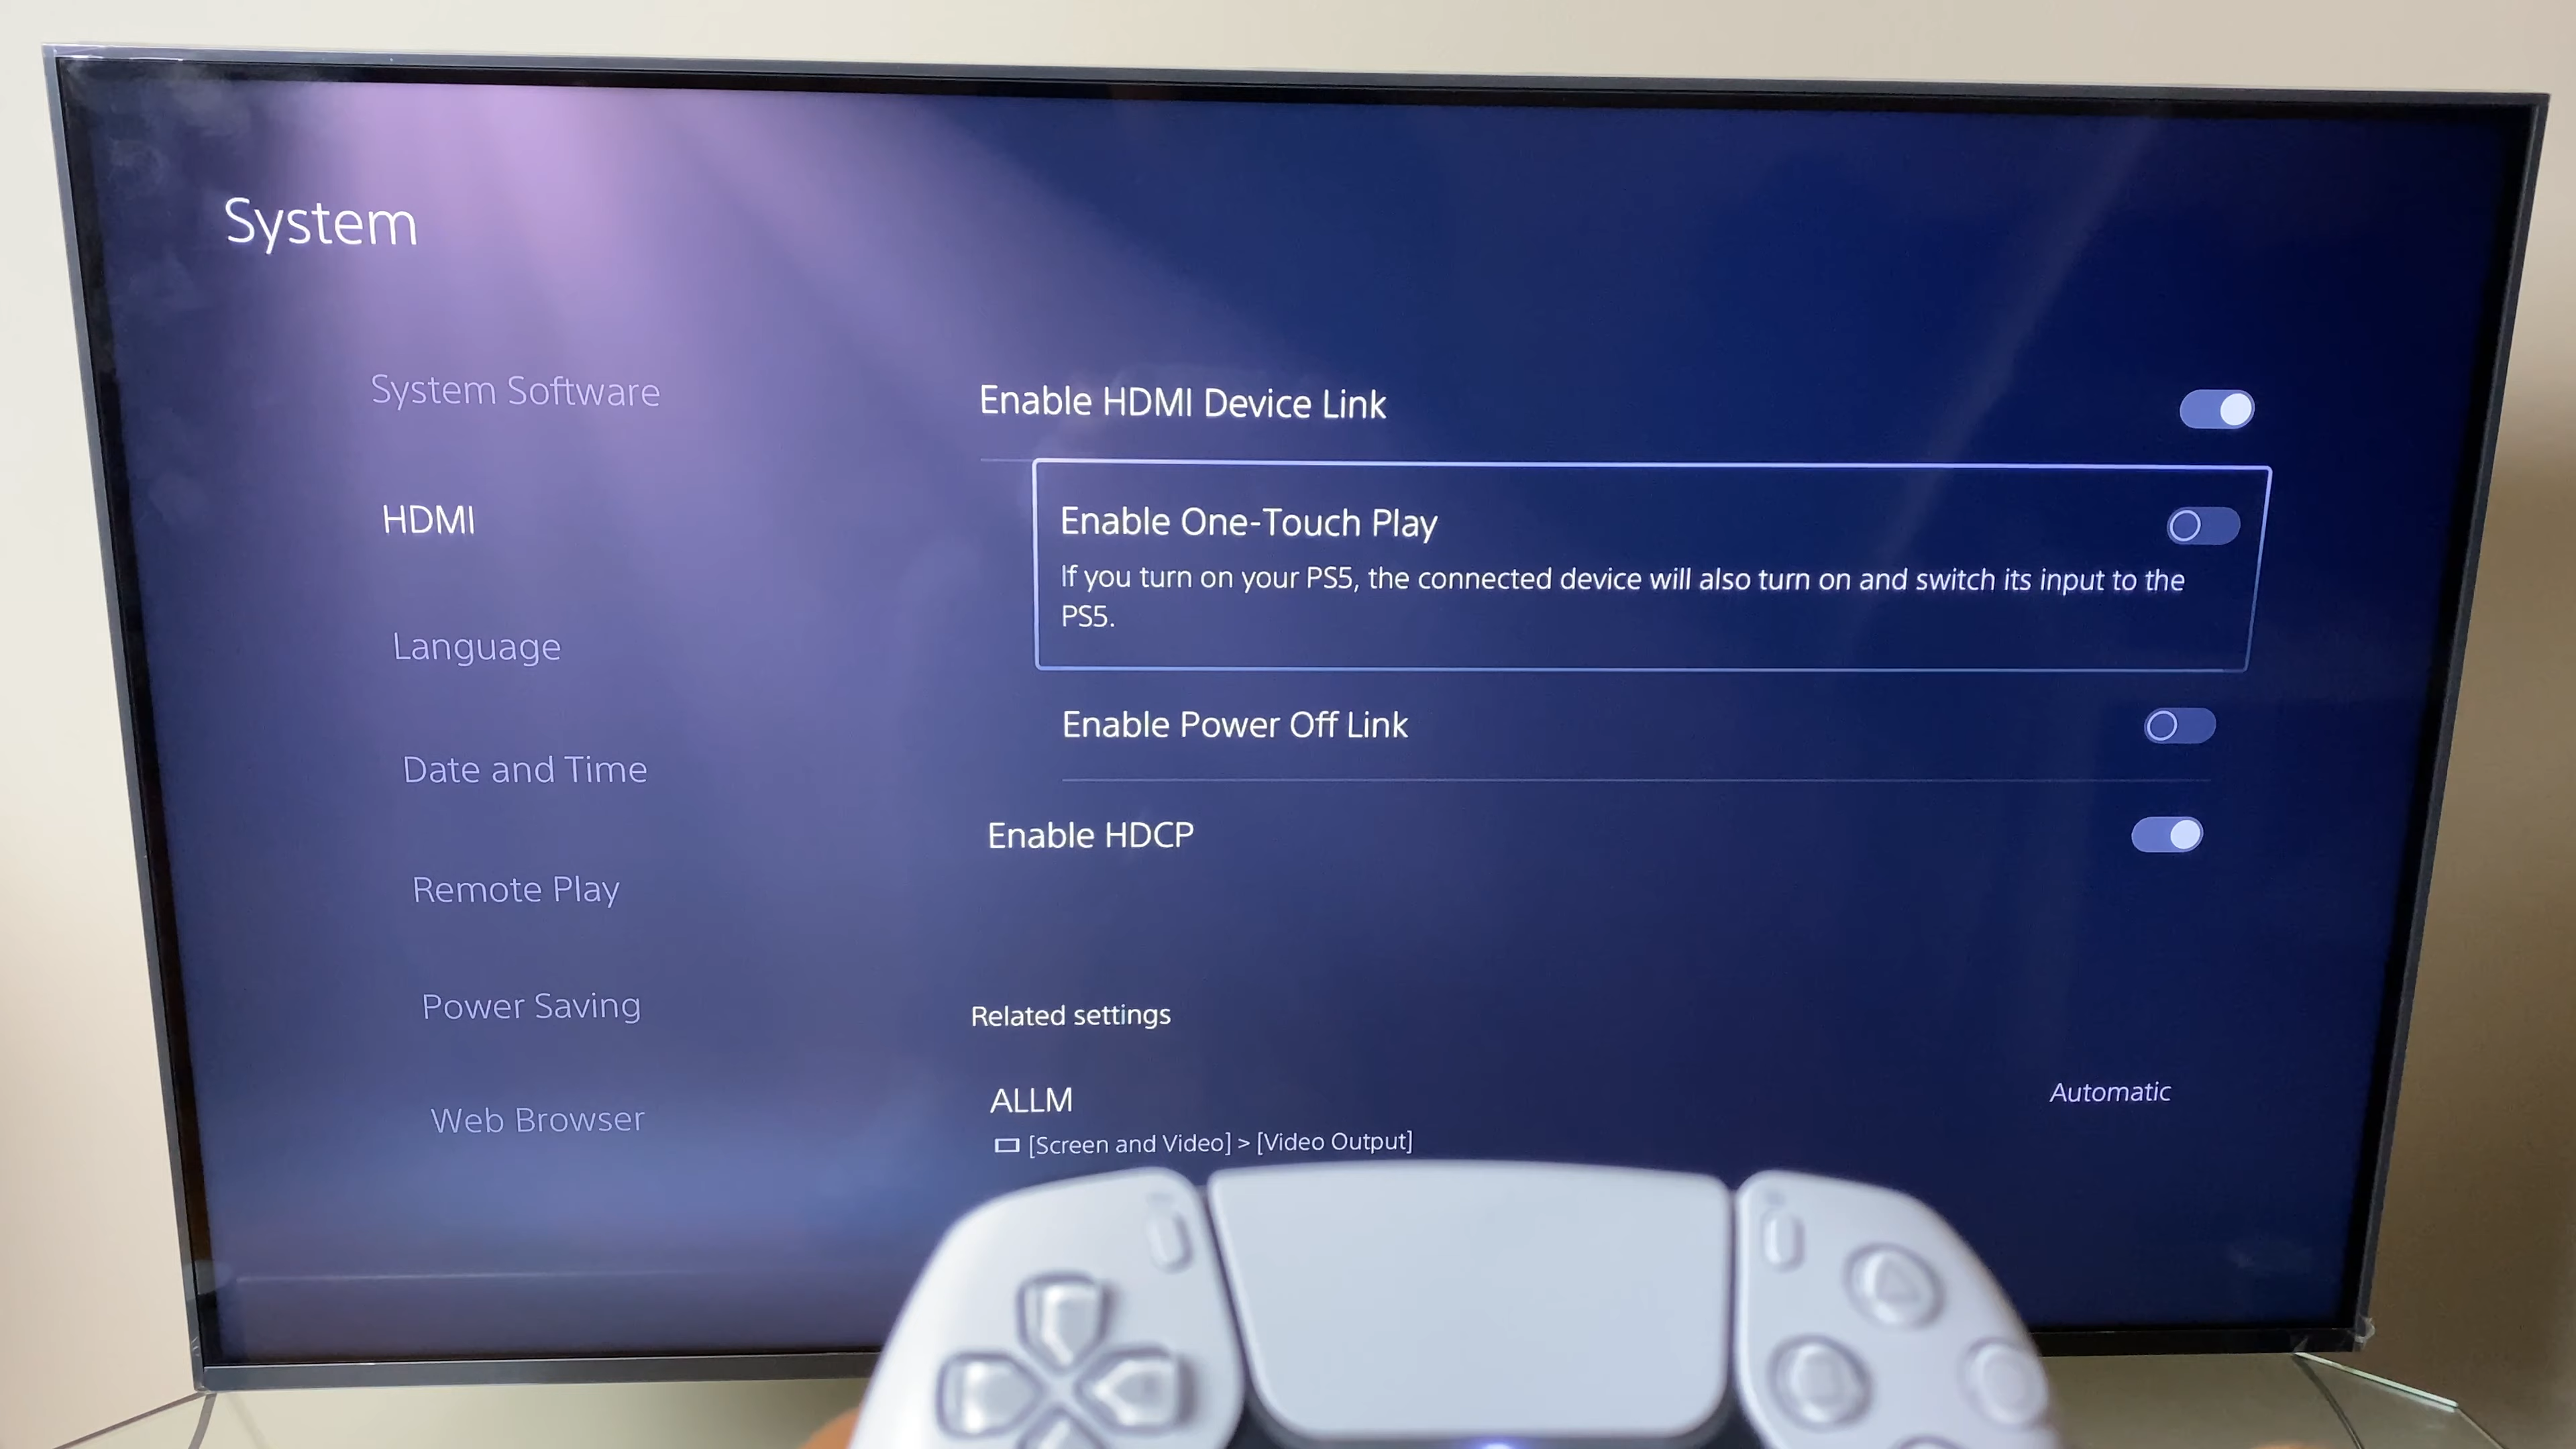 System
System Software
HDMI
Language
Date and Time
Remote Play
Power Saving
Web Browser
Enable HDMI Device Link
Enable One-Touch Play
If you turn on your PS5, the connected device will also turn on and switch its input to the
PS5.
Enable Power Off Link
Enable HDCP
Related settings
ALLM
Automatic
[Screen and Video] > [Video Output]